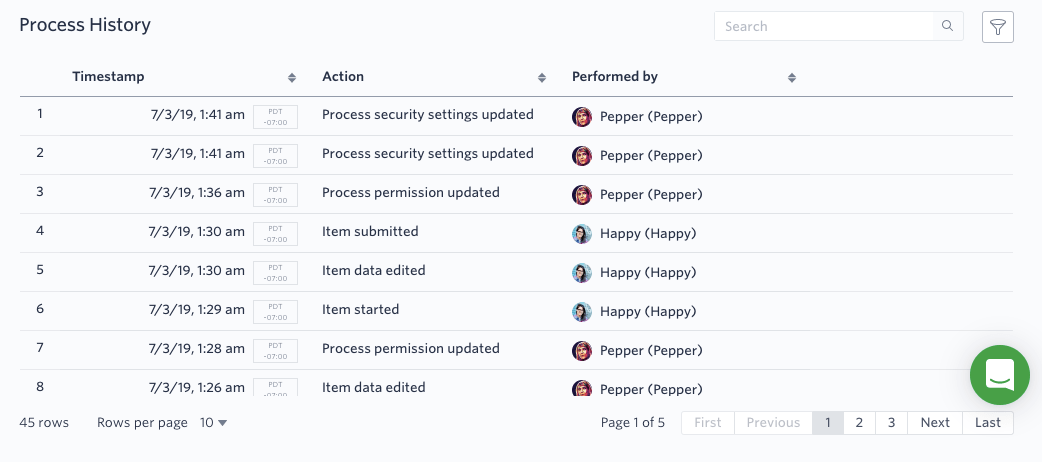 Process History
Search
Timestamp Action Performed by
1 7/3/19, 1:41 am PDT -07:00 Process security settings updated Pepper (Pepper)
2 7/3/19, 1:41 am PDT -07:00 Process security settings updated Pepper (Pepper)
3 7/3/19, 1:36 am PDT -07:00 Process permission updated Pepper (Pepper)
4 7/3/19, 1:30 am PDT -07:00 Item submitted Happy (Happy)
5 7/3/19, 1:30 am PDT -07:00 Item data edited Happy (Happy)
6 7/3/19, 1:29 am PDT -07:00 Item started Happy (Happy)
7 7/3/19, 1:28 am PDT -07:00 Process permission updated Pepper (Pepper)
8 7/3/19, 1:26 am PDT -07:00 Item data edited Pepper (Pepper)
45 rows Rows per page 10 Page 1 of 5 First Previous 1 2 3 Next Last